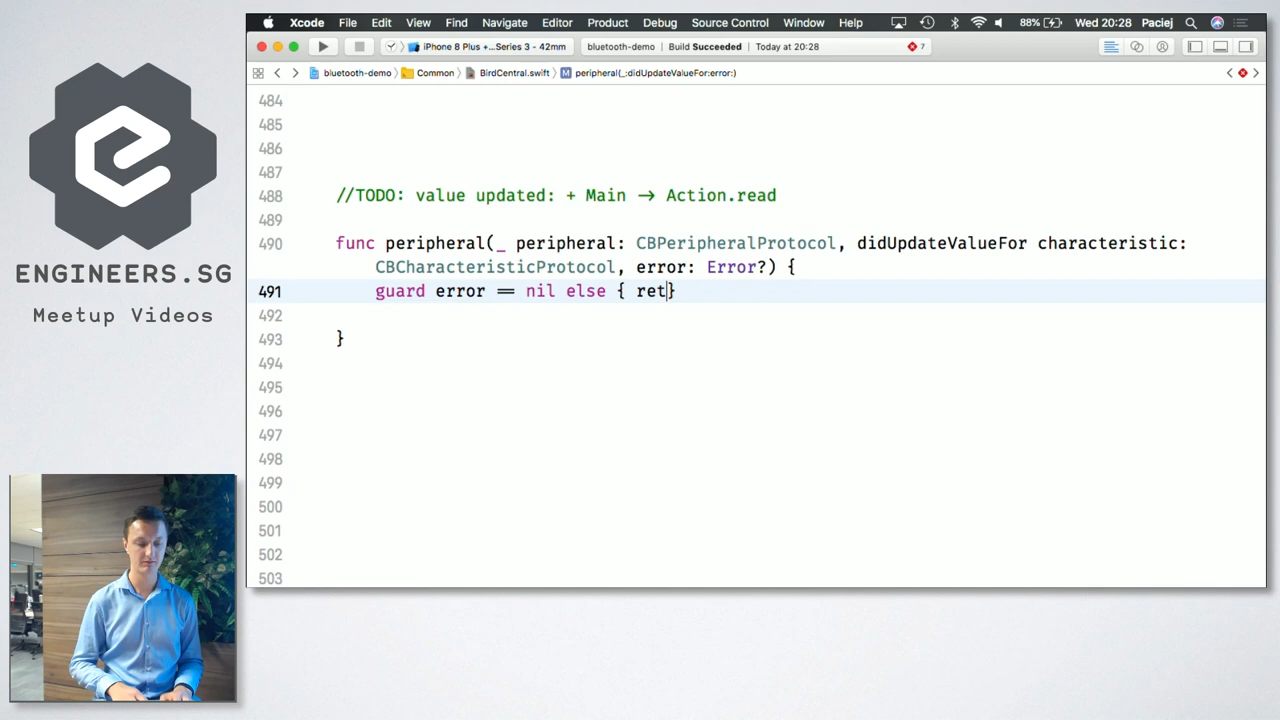 Xcode File Edit View Find Navigate Editor Product Debug Source Control Window Help 88% Wed 20:28 Paciej
iPhone 8 Plus +...Series 3 - 42mm bluetooth-demo | Build Succeeded | Today at 20:28 7
bluetooth-demo Common BirdCentral.swift M peripheral(_:didUpdateValueFor:error:)
484
485
486
487
488 //TODO: value updated: + Main → Action.read
489
490 func peripheral(_ peripheral: CBPeripheralProtocol, didUpdateValueFor characteristic:
CBCharacteristicProtocol, error: Error?) {
491 guard error == nil else { ret}
492
493 }
494
495
496
497
498
499
500
501
502
503
ENGINEERS.SG
Meetup Videos